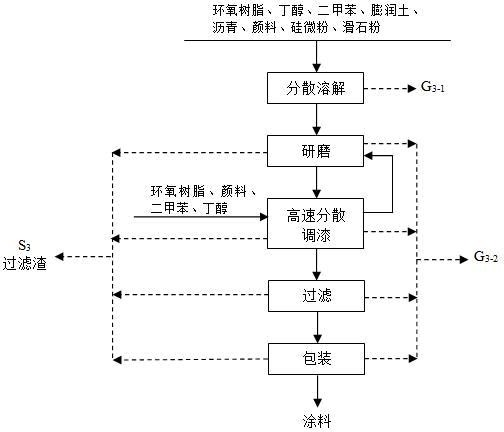 环氧树脂、丁醇、二甲苯、膨润土、
沥青、颜料、硅微粉、滑石粉
分散溶解
G3-1
研磨
环氧树脂、颜料、
二甲苯、丁醇
高速分散
调漆
S3
过滤渣
G3-2
过滤
包装
涂料